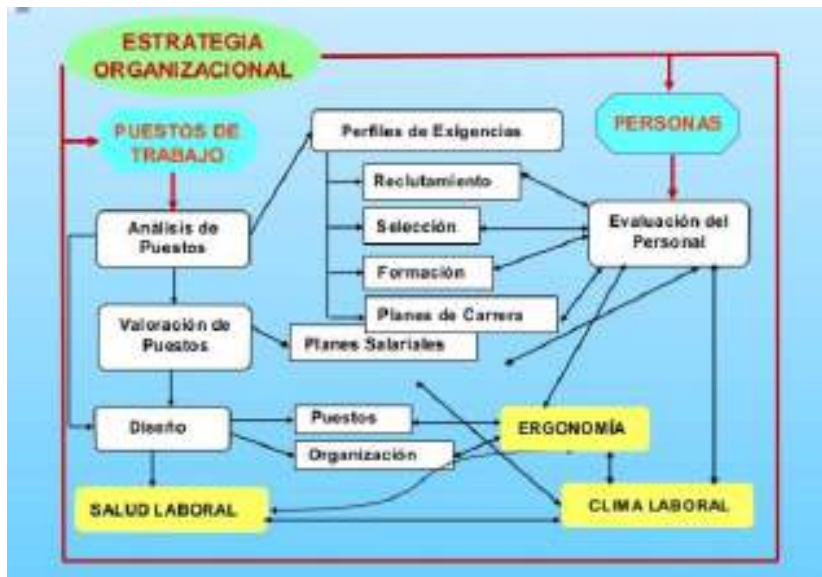 ESTRATEGIA
ORGANIZACIONAL
PUESTOS DE
TRABAJO
Perfiles de Exigencias
PERSONAS
Reclutamiento
Análisis de
Puestos
Selección
Evaluación del
Personal
Formación
Valoración de
Puestos
Planes de Carrera
Planes Salariales
Diseño
Puestos
ERGONOMÍA
Organización
SALUD LABORAL
CLIMA LABORAL